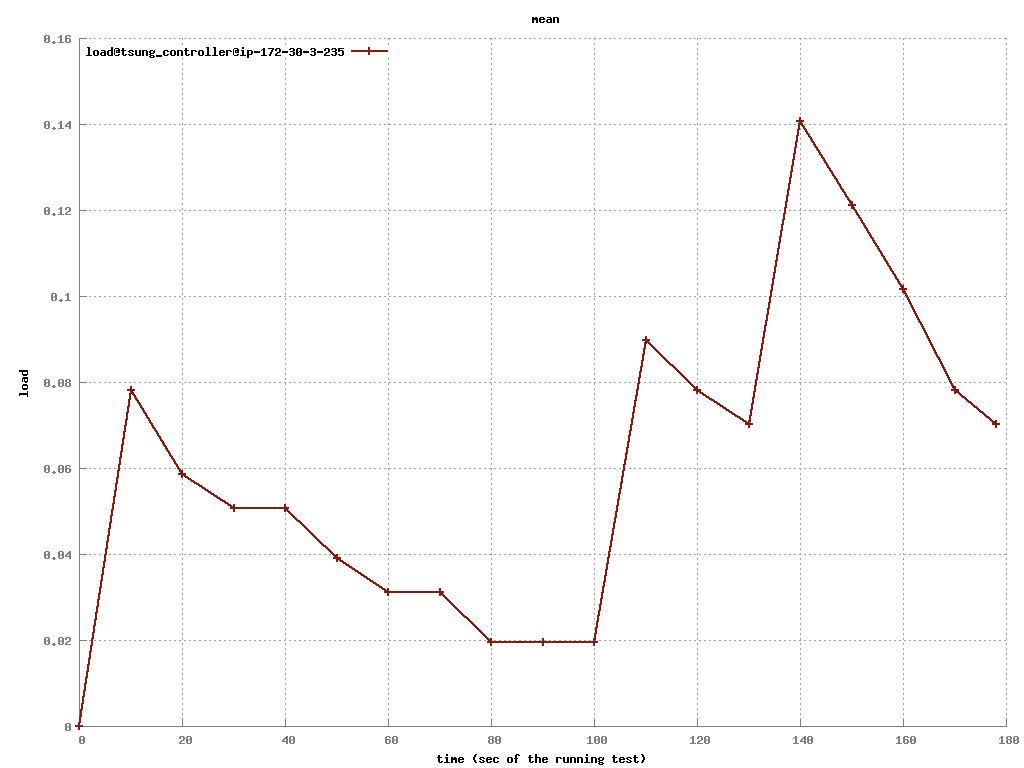 mean
0.16
load@tsung_controller@ip-172-30-3-235
0.14
0.12
0.1
load
0.08
0.06
0.04
0.02
0
0 20 40 60 80 100 120 140 160 180
time (sec of the running test)